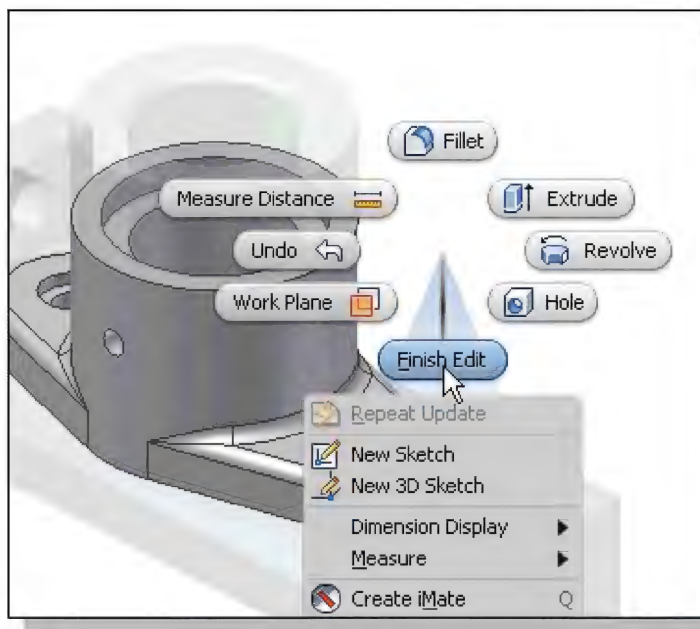 Fillet
Measure Distance
Extrude
Undo
Revolve
Work Plane
Hole
Finish Edit
Repeat Update
New Sketch
New 3D Sketch
Dimension Display
Measure
Create iMate Q